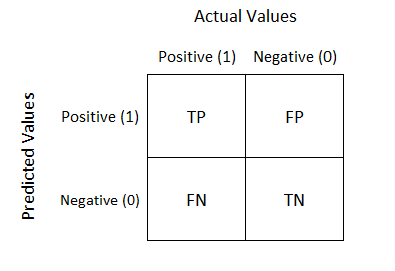 Actual Values
Positive (1) Negative (0)
Predicted Values
Positive (1) TP FP
Negative (0) FN TN